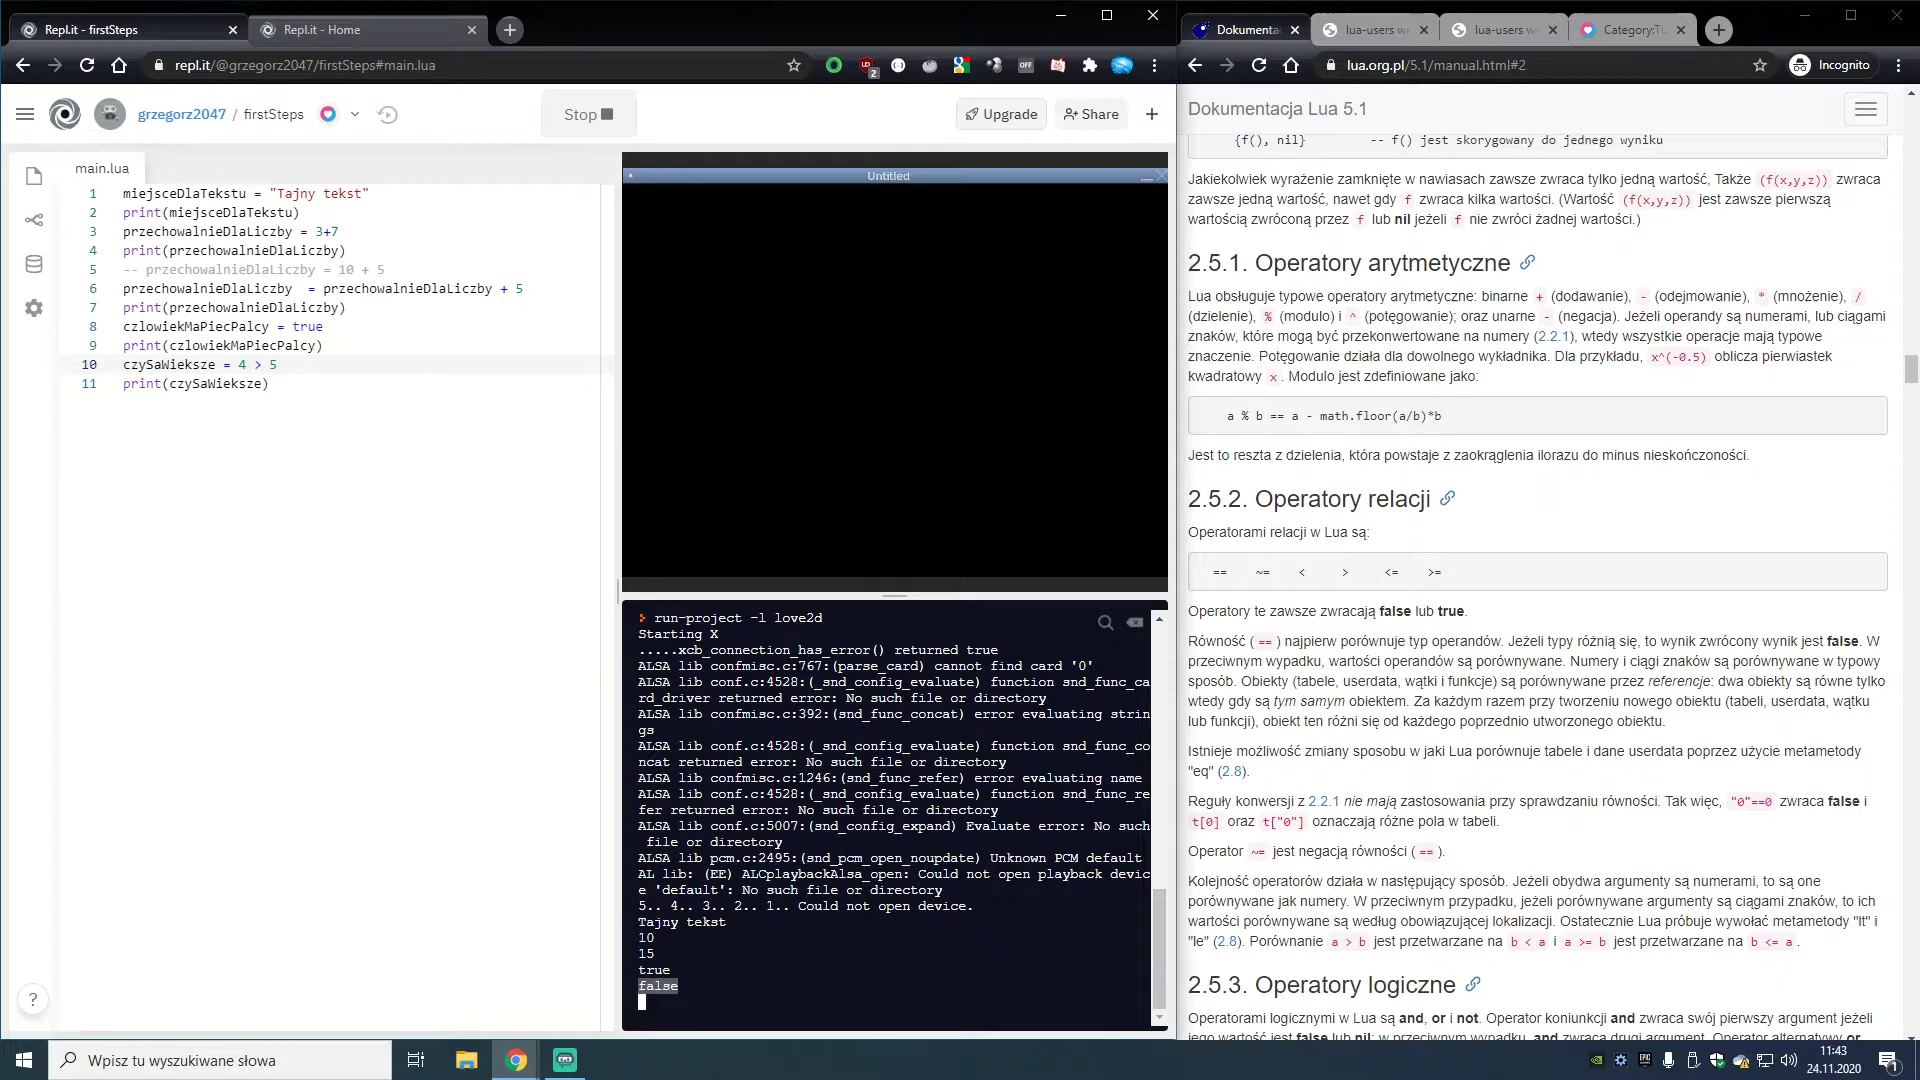 Repl.it - firstSteps
Repl.it - Home
repl.it/@grzegorz2047/firstSteps#main.lua
grzegorz2047 / firstSteps
Stop
Upgrade
Share
main.lua
1 miejsceDlaTekstu = "Tajny tekst"
2 print(miejsceDlaTekstu)
3 przechowalnieDlaLiczby = 3+7
4 print(przechowalnieDlaLiczby)
5 -- przechowalnieDlaLiczby = 10 + 5
6 przechowalnieDlaLiczby  = przechowalnieDlaLiczby + 5
7 print(przechowalnieDlaLiczby)
8 czlowiekMaPiecPalcy = true
9 print(czlowiekMaPiecPalcy)
10 czySaWieksze = 4 > 5
11 print(czySaWieksze)
?
Untitled
run-project -l love2d
Starting X
.....xcb_connection_has_error() returned true
ALSA lib confmisc.c:767:(parse_card) cannot find card '0'
ALSA lib conf.c:4528:(_snd_config_evaluate) function snd_func_ca
rd_driver returned error: No such file or directory
ALSA lib confmisc.c:392:(snd_func_concat) error evaluating strin
gs
ALSA lib conf.c:4528:(_snd_config_evaluate) function snd_func_co
ncat returned error: No such file or directory
ALSA lib confmisc.c:1246:(snd_func_refer) error evaluating name
ALSA lib conf.c:4528:(_snd_config_evaluate) function snd_func_re
fer returned error: No such file or directory
ALSA lib conf.c:5007:(snd_config_expand) Evaluate error: No such
 file or directory
ALSA lib pcm.c:2495:(snd_pcm_open_noupdate) Unknown PCM default
AL lib: (EE) ALCplaybackAlsa_open: Could not open playback devic
e 'default': No such file or directory
5.. 4.. 3.. 2.. 1.. Could not open device.
Tajny tekst
10
15
true
false
Dokumenta
lua-users w
lua-users w
Category:Tu
lua.org.pl/5.1/manual.html#2
Incognito
Dokumentacja Lua 5.1
{f(), nil}         -- f() jest skorygowany do jednego wyniku
Jakiekolwiek wyrażenie zamknięte w nawiasach zawsze zwraca tylko jedną wartość, Także (f(x,y,z)) zwraca
zawsze jedną wartość, nawet gdy f zwraca kilka wartości. (Wartość (f(x,y,z)) jest zawsze pierwszą
wartością zwróconą przez f lub nil jeżeli f nie zwróci żadnej wartości.)
2.5.1. Operatory arytmetyczne
Lua obsługuje typowe operatory arytmetyczne: binarne + (dodawanie), - (odejmowanie), * (mnożenie), /
(dzielenie), % (modulo) i ^ (potęgowanie); oraz unarne - (negacja). Jeżeli operandy są numerami, lub ciągami
znaków, które mogą być przekonwertowane na numery (2.2.1), wtedy wszystkie operacje mają typowe
znaczenie. Potęgowanie działa dla dowolnego wykładnika. Dla przykładu, x^(-0.5) oblicza pierwiastek
kwadratowy x . Modulo jest zdefiniowane jako:
a % b == a - math.floor(a/b)*b
Jest to reszta z dzielenia, która powstaje z zaokrąglenia ilorazu do minus nieskończoności.
2.5.2. Operatory relacji
Operatorami relacji w Lua są:
==    ~=    <    >    <=    >=
Operatory te zawsze zwracają false lub true.
Równość ( == ) najpierw porównuje typ operandów. Jeżeli typy różnią się, to wynik zwrócony wynik jest false. W
przeciwnym wypadku, wartości operandów są porównywane. Numery i ciągi znaków są porównywane w typowy
sposób. Obiekty (tabele, userdata, wątki i funkcje) są porównywane przez referencje: dwa obiekty są równe tylko
wtedy gdy są tym samym obiektem. Za każdym razem przy tworzeniu nowego obiektu (tabeli, userdata, wątku
lub funkcji), obiekt ten różni się od każdego poprzednio utworzonego obiektu.
Istnieje możliwość zmiany sposobu w jaki Lua porównuje tabele i dane userdata poprzez użycie metametody
"eq" (2.8).
Reguły konwersji z 2.2.1 nie mają zastosowania przy sprawdzaniu równości. Tak więc, "0"==0 zwraca false i
t[0] oraz t["0"] oznaczają różne pola w tabeli.
Operator ~= jest negacją równości ( == ).
Kolejność operatorów działa w następujący sposób. Jeżeli obydwa argumenty są numerami, to są one
porównywane jak numery. W przeciwnym przypadku, jeżeli porównywane argumenty są ciągami znaków, to ich
wartości porównywane są według obowiązującej lokalizacji. Ostatecznie Lua próbuje wywołać metametody "lt" i
"le" (2.8). Porównanie a > b jest przetwarzane na b < a i a >= b jest przetwarzane na b <= a .
2.5.3. Operatory logiczne
Operatorami logicznymi w Lua są and, or i not. Operator koniunkcji and zwraca swój pierwszy argument jeżeli
jego wartość jest false lub nil; w przeciwnym wypadku, and zwraca drugi argument. Operator alternatywy or
Wpisz tu wyszukiwane słowa
11:43
24.11.2020